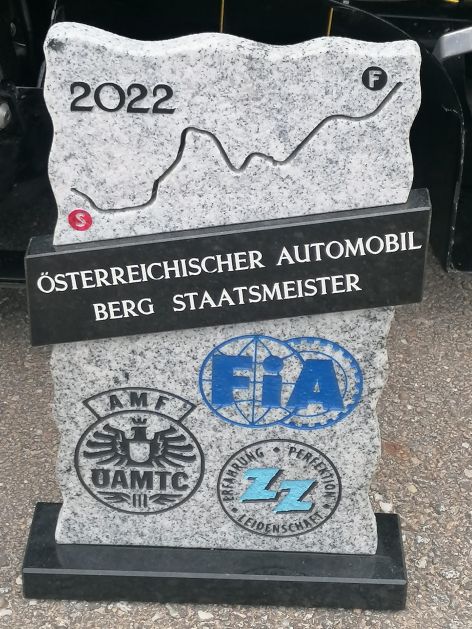 2022
F
S
ÖSTERREICHISCHER AUTOMOBIL
BERG STAATSMEISTER
FiA
AMF
ÖAMTC
ERFAHRUNG • PERFEKTION
ZZ
• LEIDENSCHAFT •